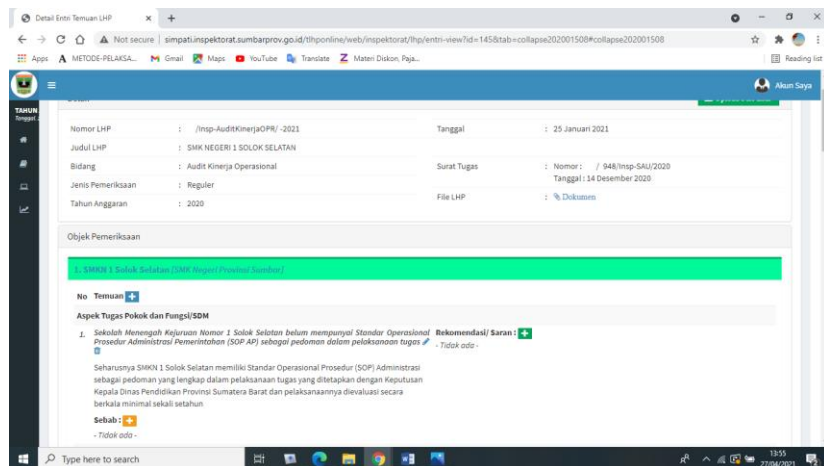 Detail Entri Temuan LHP
Not secure | simpati.inspektorat.sumbarprov.go.id/tlhponline/web/inspektorat/lhp/entri-view?id=145&tab=collapse202001508#collapse202001508
Apps METODE-PELAKSA... Gmail Maps YouTube Translate Materi Diskon, Paja... Reading list
Akun Saya
TAHUN
Nomor LHP : /Insp-AuditKinerjaOPR/ -2021 Tanggal : 25 Januari 2021
Judul LHP : SMK NEGERI 1 SOLOK SELATAN
Bidang : Audit Kinerja Operasional Surat Tugas : Nomor : / 948/Insp-SAU/2020
Tanggal : 14 Desember 2020
Jenis Pemeriksaan : Reguler
Tahun Anggaran : 2020 File LHP : Dokumen
Objek Pemeriksaan
1. SMKN 1 Solok Selatan [SMK Negeri Provinsi Sumbar]
No Temuan
Aspek Tugas Pokok dan Fungsi/SDM
1. Sekolah Menengah Kejuruan Nomor 1 Solok Selatan belum mempunyai Standar Operasional Rekomendasi/ Saran :
Prosedur Administrasi Pemerintahan (SOP AP) sebagai pedoman dalam pelaksanaan tugas - Tidak ada -
Seharusnya SMKN 1 Solok Selatan memiliki Standar Operasional Prosedur (SOP) Administrasi
sebagai pedoman yang lengkap dalam pelaksanaan tugas yang ditetapkan dengan Keputusan
Kepala Dinas Pendidikan Provinsi Sumatera Barat dan pelaksanaannya dievaluasi secara
berkala minimal sekali setahun
Sebab :
- Tidak ada -
Type here to search
13:55
27/04/2021